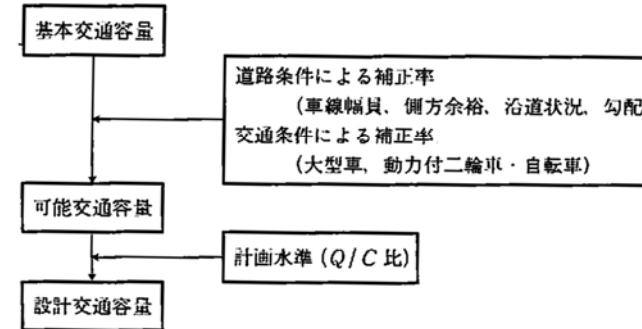 基本交通容量
道路条件による補正率
(車線幅員、側方余裕、沿道状況、勾配
交通条件による補正率
(大型車、動力付二輪車・自転車)
可能交通容量
計画水準 (Q/C 比)
設計交通容量